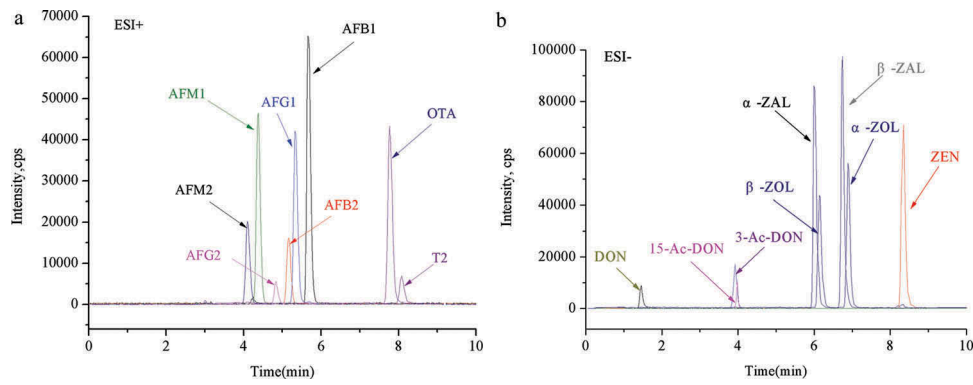 a
ESI+
AFB1
AFM1
AFG1
OTA
AFM2
AFB2
AFG2
T2
70000
60000
50000
40000
30000
20000
10000
0
Intensity,cps
0 2 4 6 8 10
Time(min)
b
ESI-
β -ZAL
α -ZAL
α -ZOL
ZEN
β -ZOL
3-Ac-DON
15-Ac-DON
DON
100000
80000
60000
40000
20000
0
Intensity, cps
0 2 4 6 8 10
Time(min)